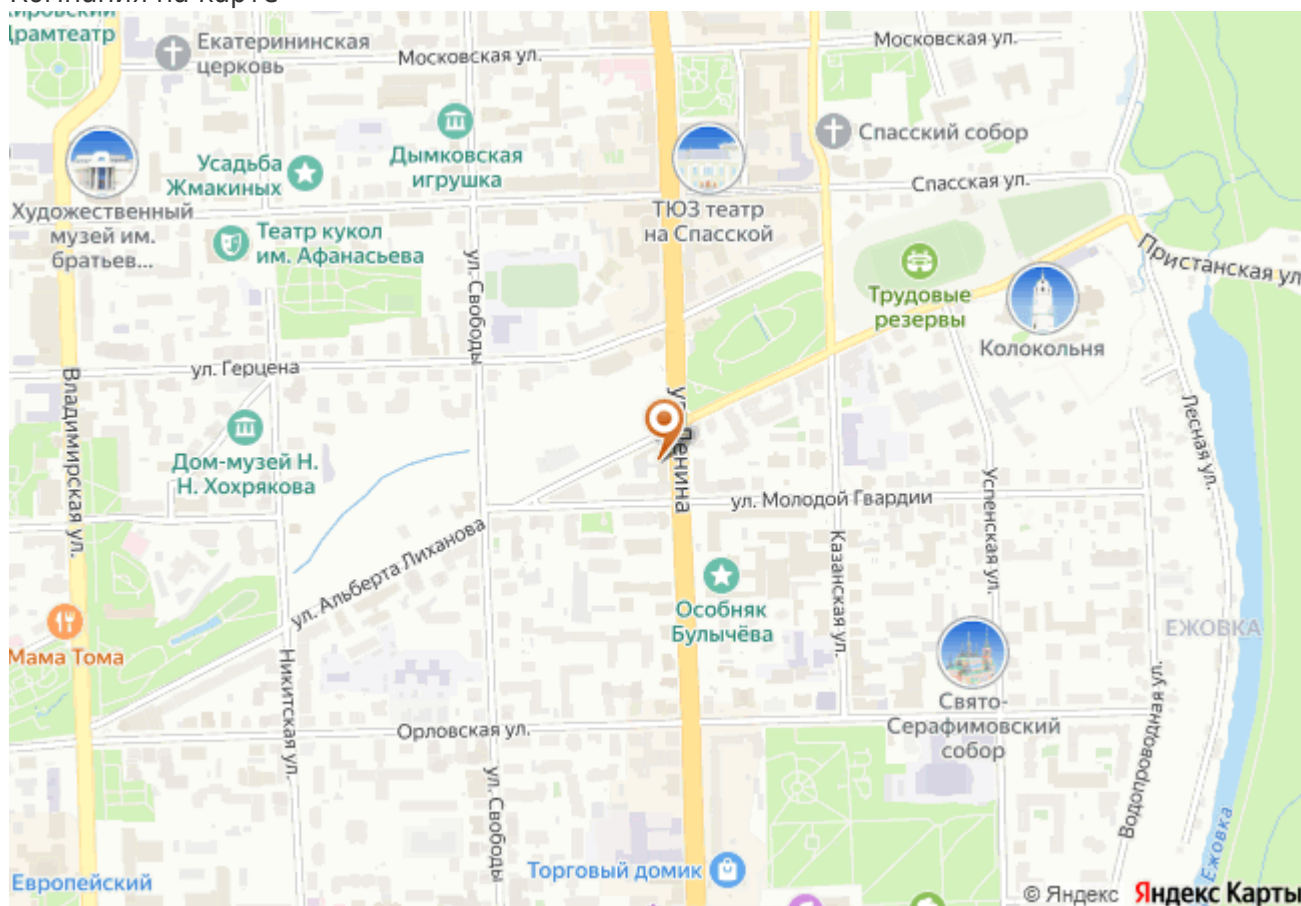 Компания на карте
Кировский
Драмтеатр
Екатерининская
церковь
Московская ул.
Московская ул.
Спасский собор
Дымковская
игрушка
Усадьба
Жмакиных
Спасская ул.
Художественный
музей им.
братьев...
ТЮЗ театр
на Спасской
Театр кукол
им. Афанасьева
Пристанская ул
ул. Свободы
Трудовые
резервы
Колокольня
ул. Герцена
Владимирская ул.
ул. Ленина
Лесная ул.
Дом-музей Н.
Н. Хохрякова
ул. Молодой Гвардии
Успенская ул.
ул. Альберта Лиханова
Казанская ул.
Особняк
Булычёва
ЕЖОВКА
Мама Тома
Никитская ул.
Свято-
Серафимовский
собор
Орловская ул.
Водопроводная ул.
ул. Свободы
Ежовка
Торговый домик
Европейский
© Яндекс Яндекс Карты